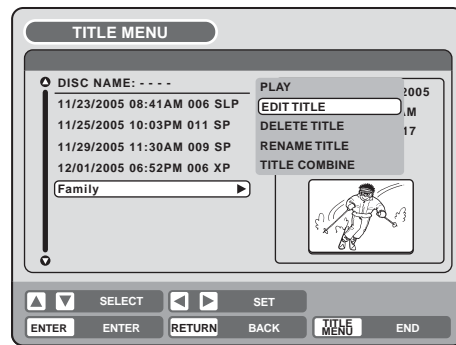 TITLE MENU
DISC NAME: - - - -
11/23/2005 08:41AM 006 SLP
11/25/2005 10:03PM 011 SP
11/29/2005 11:30AM 009 SP
12/01/2005 06:52PM 006 XP
Family
PLAY
EDIT TITLE
DELETE TITLE
RENAME TITLE
TITLE COMBINE
2005
M
17
SELECT SET
ENTER ENTER RETURN BACK TITLE MENU END